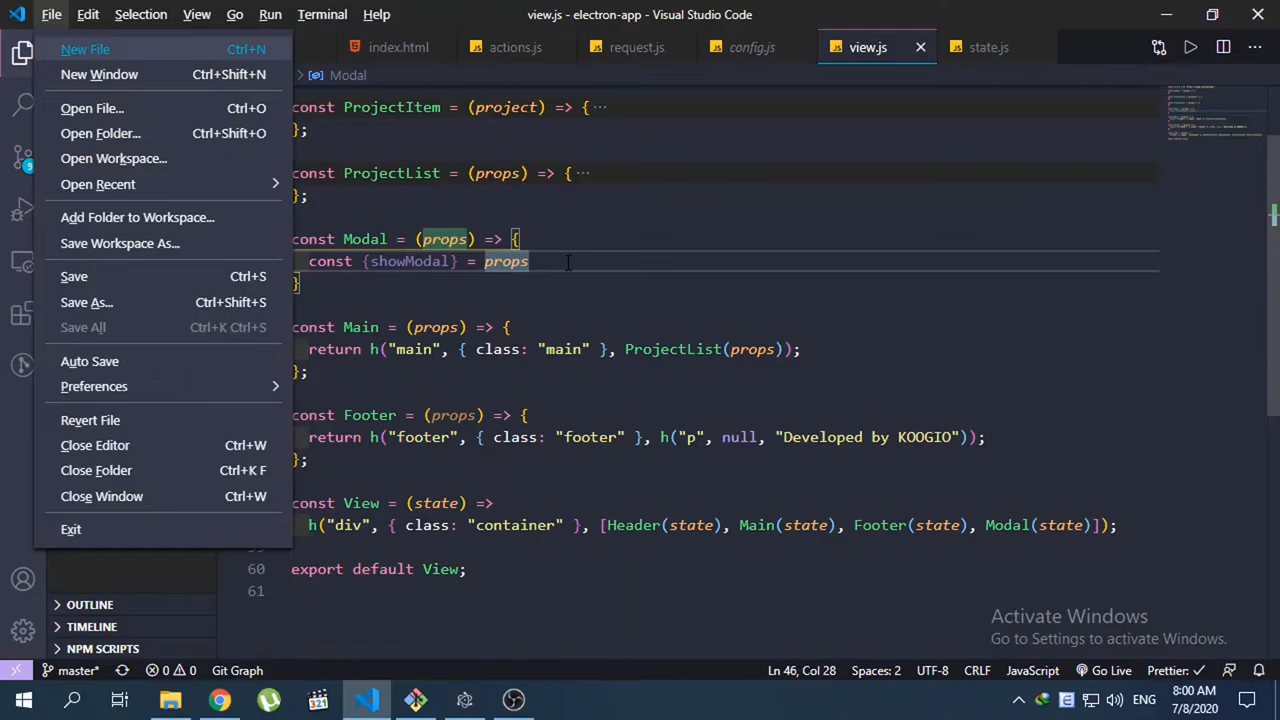 File Edit Selection View Go Run Terminal Help
view.js - electron-app - Visual Studio Code
index.html
JS actions.js
JS request.js
JS config.js
JS view.js
JS state.js
New File Ctrl+N
New Window Ctrl+Shift+N
Open File... Ctrl+O
Open Folder... Ctrl+Shift+O
Open Workspace...
Open Recent
Add Folder to Workspace...
Save Workspace As...
Save Ctrl+S
Save As... Ctrl+Shift+S
Save All Ctrl+K Ctrl+S
Auto Save
Preferences
Revert File
Close Editor Ctrl+W
Close Folder Ctrl+K F
Close Window Ctrl+W
Exit
9
> Modal
const ProjectItem = (project) => { ···
};
const ProjectList = (props) => { ···
};
const Modal = (props) => {
const {showModal} = props
}
const Main = (props) => {
return h("main", { class: "main" }, ProjectList(props));
};
const Footer = (props) => {
return h("footer", { class: "footer" }, h("p", null, "Developed by KOOGIO"));
};
const View = (state) =>
h("div", { class: "container" }, [Header(state), Main(state), Footer(state), Modal(state)]);
60 export default View;
61
OUTLINE
TIMELINE
NPM SCRIPTS
Activate Windows
Go to Settings to activate Windows.
master* 0 0 Git Graph
Ln 46, Col 28 Spaces: 2 UTF-8 CRLF JavaScript Go Live Prettier: ✓
321
ENG
8:00 AM
7/8/2020